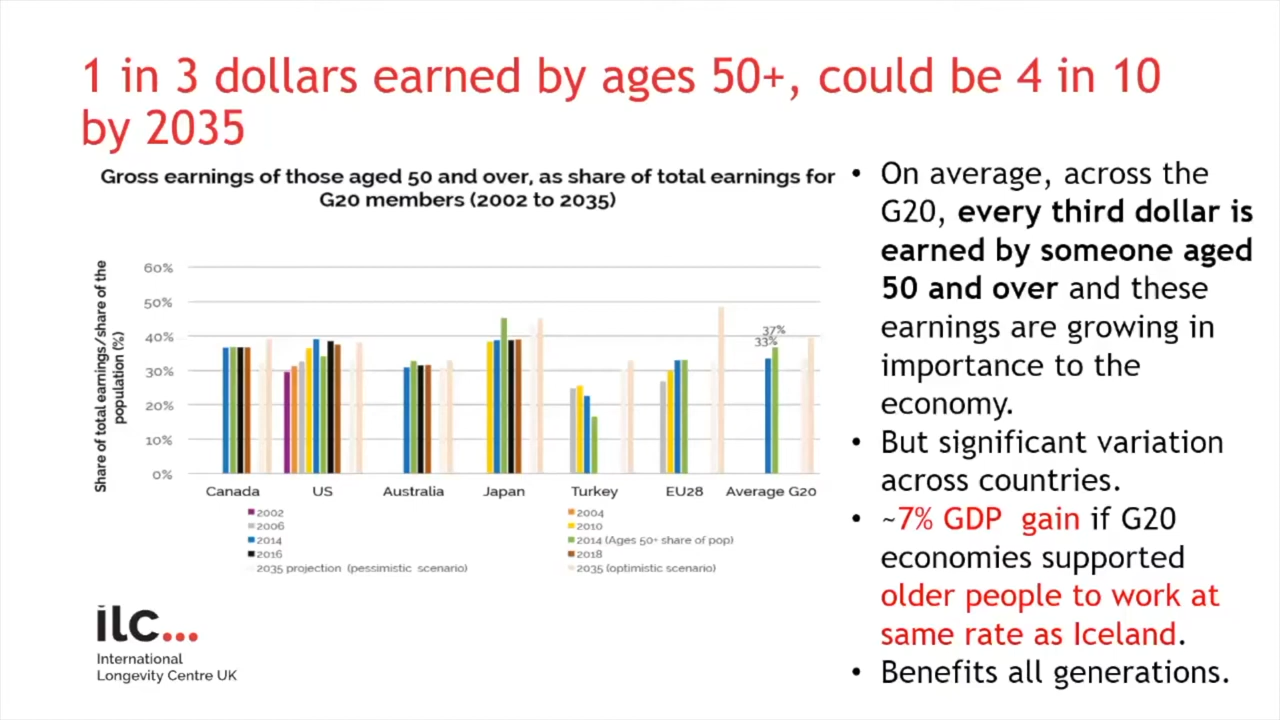 1 in 3 dollars earned by ages 50+, could be 4 in 10
by 2035
Gross earnings of those aged 50 and over, as share of total earnings for
G20 members (2002 to 2035)
Share of total earnings/share of the
population (%)
60%
50%
40%
30%
20%
10%
0%
37%
33%
Canada
US
Australia
Japan
Turkey
EU28
Average G20
2002
2004
2006
2010
2014
2014 (Ages 50+ share of pop)
2016
2018
2035 projection (pessimistic scenario)
2035 (optimistic scenario)
• On average, across the
G20, every third dollar is
earned by someone aged
50 and over and these
earnings are growing in
importance to the
economy.
• But significant variation
across countries.
• ~7% GDP gain if G20
economies supported
older people to work at
same rate as Iceland.
• Benefits all generations.
ilc...
International
Longevity Centre UK